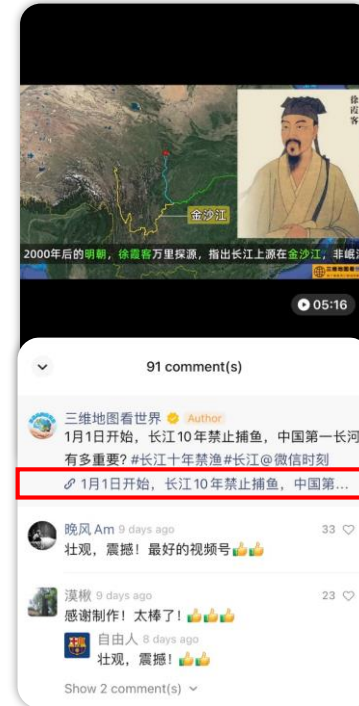 徐霞客
金沙江
2000年后的明朝，徐霞客万里探源，指出长江上源在金沙江，非岷
三维地图看
05:16
91 comment(s)
三维地图看世界 Author
1月1日开始，长江10年禁止捕鱼，中国第一长河
有多重要?#长江十年禁渔#长江@微信时刻
1月1日开始，长江10年禁止捕鱼，中国第...
晚风 Am 9 days ago
33
壮观，震撼！最好的视频号👍👍
漠楸 9 days ago
23
感谢制作！太棒了！👍👍👍
自由人 8 days ago
壮观，震撼！👍👍
Show 2 comment(s)